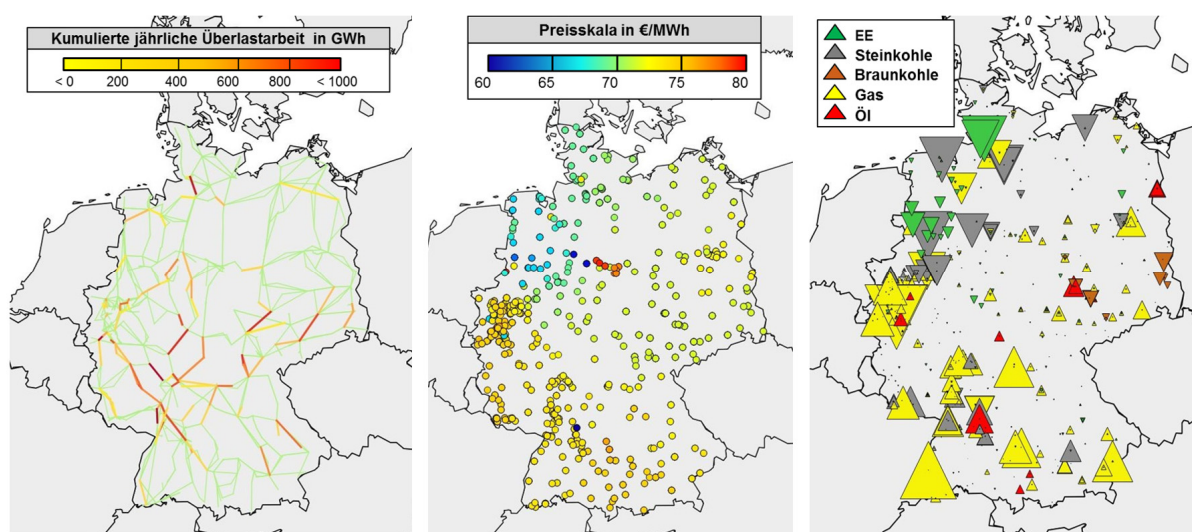 Kumulierte jährliche Überlastarbeit in GWh
< 0 200 400 600 800 < 1000
Preisskala in €/MWh
60 65 70 75 80
EE
Steinkohle
Braunkohle
Gas
Öl